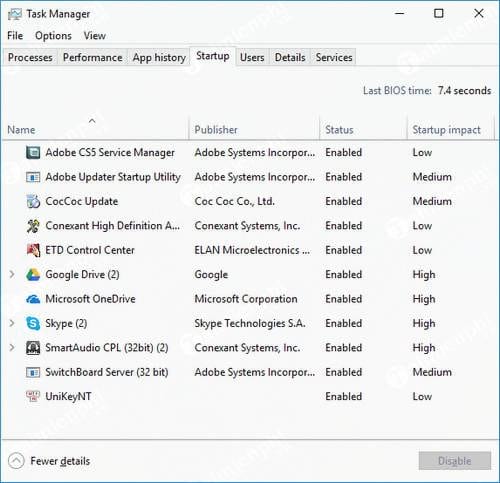 Task Manager
File Options View
Processes Performance App history Startup Users Details Services
Last BIOS time: 7.4 seconds
Name Publisher Status Startup impact
Adobe CS5 Service Manager Adobe Systems Incorpor... Enabled Low
Adobe Updater Startup Utility Adobe Systems Incorpor... Enabled Medium
CocCoc Update Coc Coc Co., Ltd. Enabled Medium
Conexant High Definition A... Conexant Systems, Inc. Enabled Low
ETD Control Center ELAN Microelectronics ... Enabled Low
Google Drive (2) Google Enabled High
Microsoft OneDrive Microsoft Corporation Enabled High
Skype (2) Skype Technologies S.A. Enabled High
SmartAudio CPL (32bit) (2) Conexant Systems, Inc. Enabled High
SwitchBoard Server (32 bit) Adobe Systems Incorpor... Enabled Medium
UniKeyNT Enabled Low
Fewer details Disable